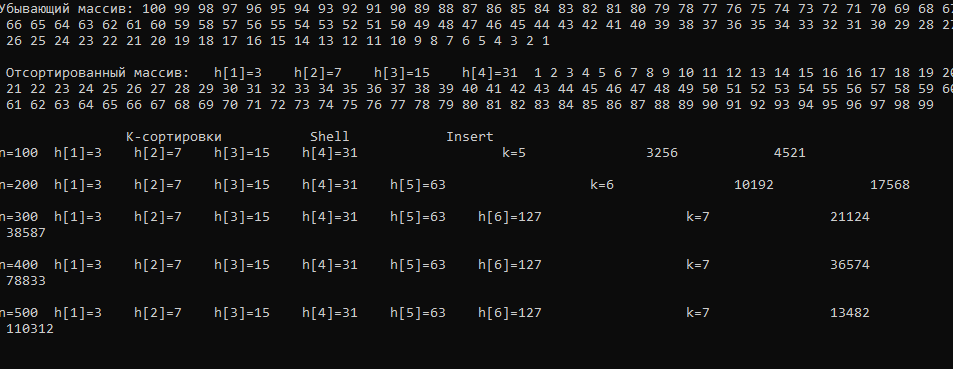 Убывающий массив: 100 99 98 97 96 95 94 93 92 91 90 89 88 87 86 85 84 83 82 81 80 79 78 77 76 75 74 73 72 71 70 69 68 67
66 65 64 63 62 61 60 59 58 57 56 55 54 53 52 51 50 49 48 47 46 45 44 43 42 41 40 39 38 37 36 35 34 33 32 31 30 29 28 27
26 25 24 23 22 21 20 19 18 17 16 15 14 13 12 11 10 9 8 7 6 5 4 3 2 1
Отсортированный массив: h[1]=3 h[2]=7 h[3]=15 h[4]=31 1 2 3 4 5 6 7 8 9 10 11 12 13 14 15 16 16 17 18 19 20
21 22 23 24 25 26 27 28 29 30 31 32 33 34 35 36 37 38 39 40 41 42 43 44 45 46 47 48 49 50 51 52 53 54 55 56 57 58 59 60
61 62 63 64 65 66 67 68 69 70 71 72 73 74 75 76 77 78 79 80 81 82 83 84 85 86 87 88 89 90 91 92 93 94 95 96 97 98 99
К-сортировки Shell Insert
n=100 h[1]=3 h[2]=7 h[3]=15 h[4]=31 k=5 3256 4521
n=200 h[1]=3 h[2]=7 h[3]=15 h[4]=31 h[5]=63 k=6 10192 17568
n=300 h[1]=3 h[2]=7 h[3]=15 h[4]=31 h[5]=63 h[6]=127 k=7 21124
38587
n=400 h[1]=3 h[2]=7 h[3]=15 h[4]=31 h[5]=63 h[6]=127 k=7 36574
78833
n=500 h[1]=3 h[2]=7 h[3]=15 h[4]=31 h[5]=63 h[6]=127 k=7 13482
110312